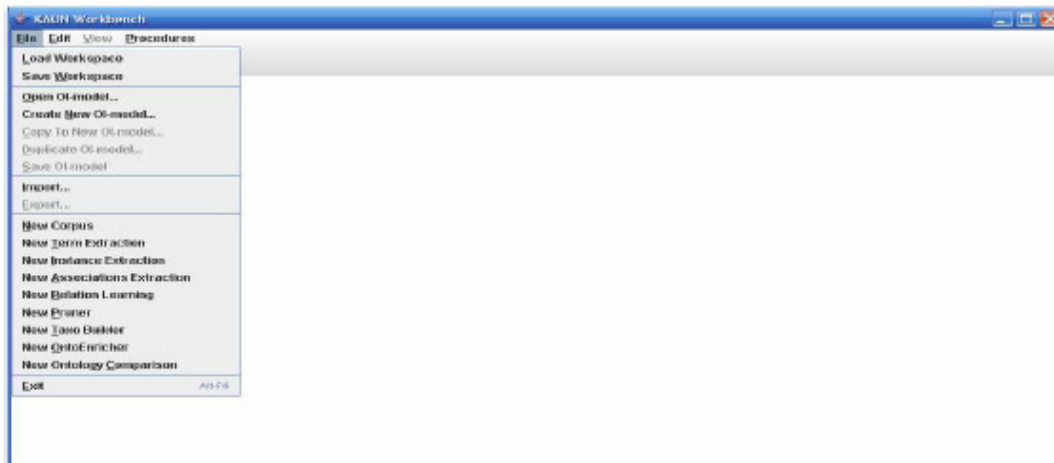 KAON Workbench
File Edit View Procedures
Load Workspace
Save Workspace
Open OI-model...
Create New OI-model...
Copy To New OI-model...
Duplicate OI-model...
Save OI-model
Import...
Export...
New Corpus
New Term Extraction
New Instance Extraction
New Associations Extraction
New Relation Learning
New Pruner
New Taxo Builder
New OntoEnricher
New Ontology Comparison
Exit Alt-F4